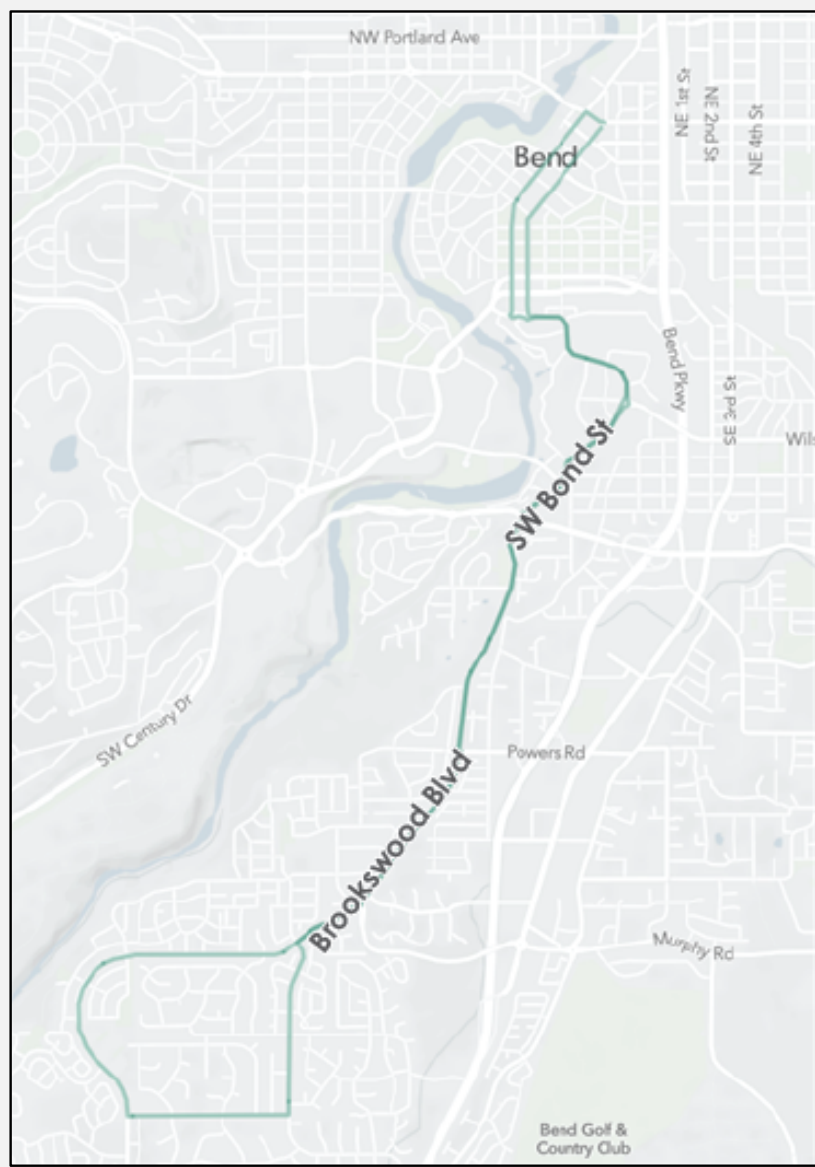 NW Portland Ave
NE 1st St
NE 2nd St
NE 4th St
Bend
Bend Pkwy
SE 3rd St
Wils
SW Bond St
SW Century Dr
Powers Rd
Brookswood Blvd
Murphy Rd
Bend Golf &
Country Club